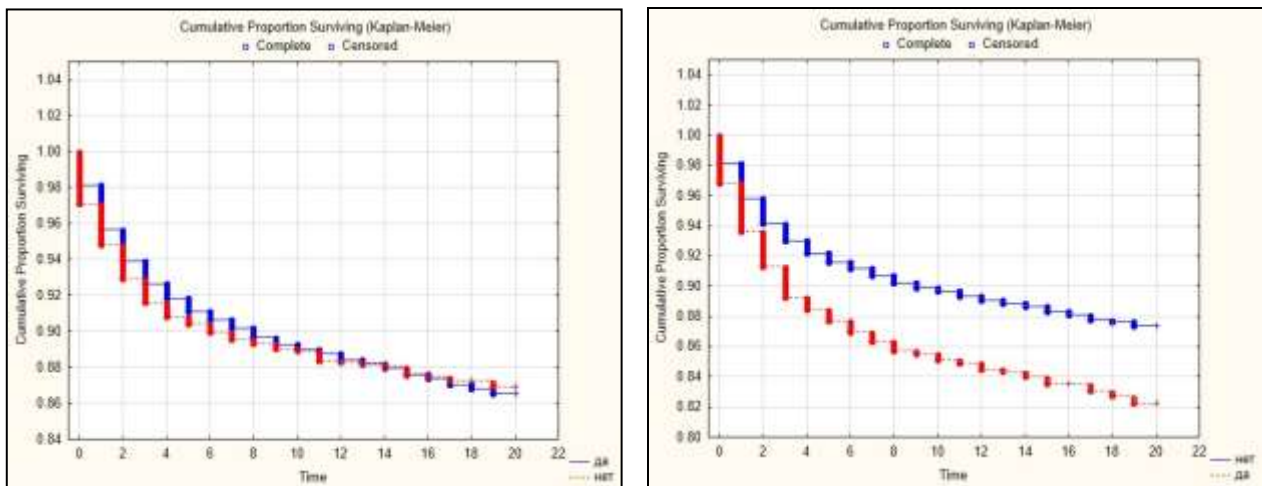 Cumulative Proportion Surviving (Kaplan-Meier)
Complete Censored
1.04
1.02
1.00
0.98
0.96
0.94
0.92
0.90
0.88
0.86
0.84
Cumulative Proportion Surviving
0 2 4 6 8 10 12 14 16 18 20 22
Time
да
нет
Cumulative Proportion Surviving (Kaplan-Meier)
Complete Censored
1.04
1.02
1.00
0.98
0.96
0.94
0.92
0.90
0.88
0.86
0.84
0.82
0.80
Cumulative Proportion Surviving
0 2 4 6 8 10 12 14 16 18 20 22
Time
нет
да